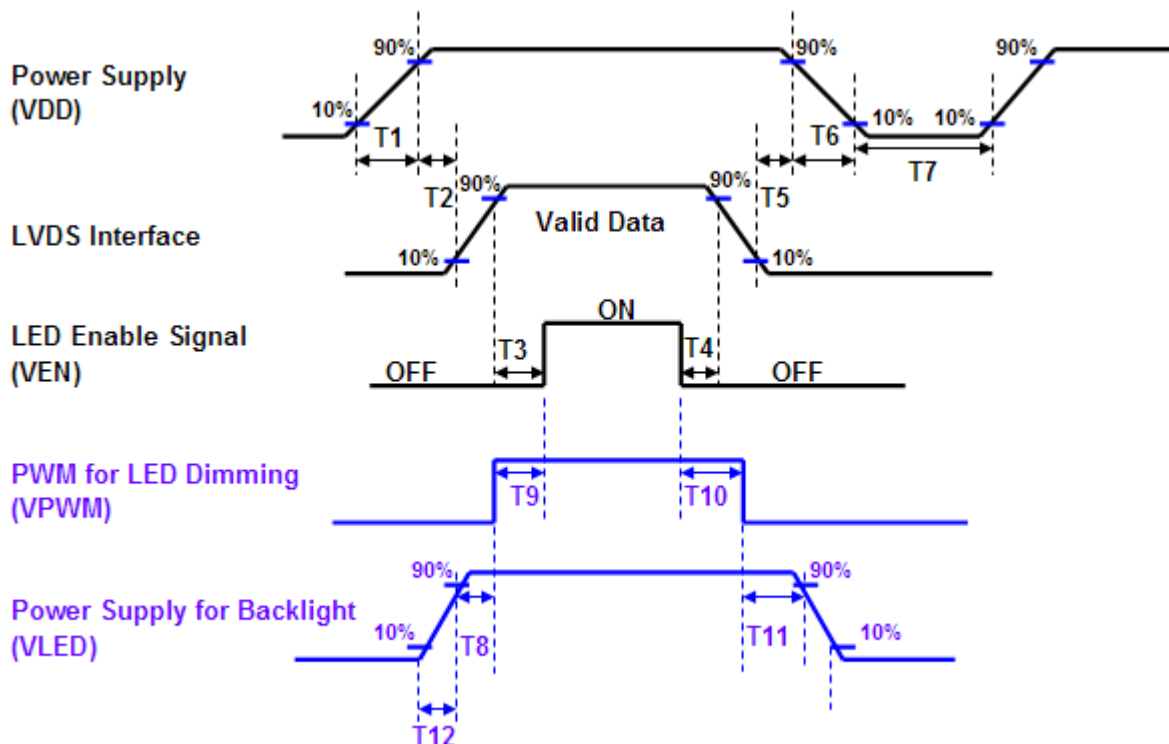 90% 90% 90%
Power Supply
(VDD)
10% 10% 10%
T1 T6
T7
T2 90% 90% T5
Valid Data
LVDS Interface
10% 10%
ON
LED Enable Signal
(VEN)
T3 T4
OFF OFF
PWM for LED Dimming
(VPWM)
T9 T10
90% 90%
Power Supply for Backlight
(VLED)
10% T8 T11 10%
T12